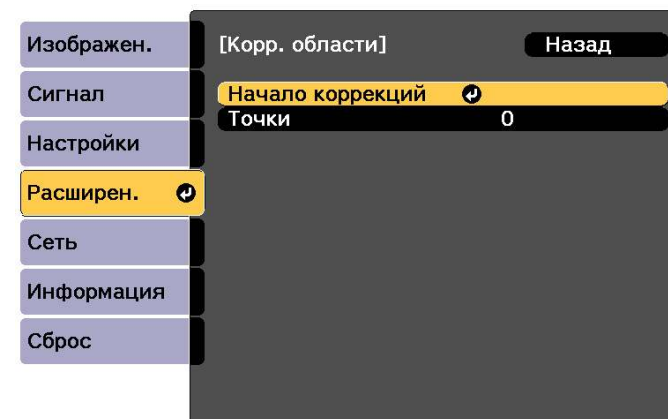 Изображен.
Сигнал
Настройки
Расширен.
Сеть
Информация
Сброс
[Корр. области]
Назад
Начало коррекций
Точки 0